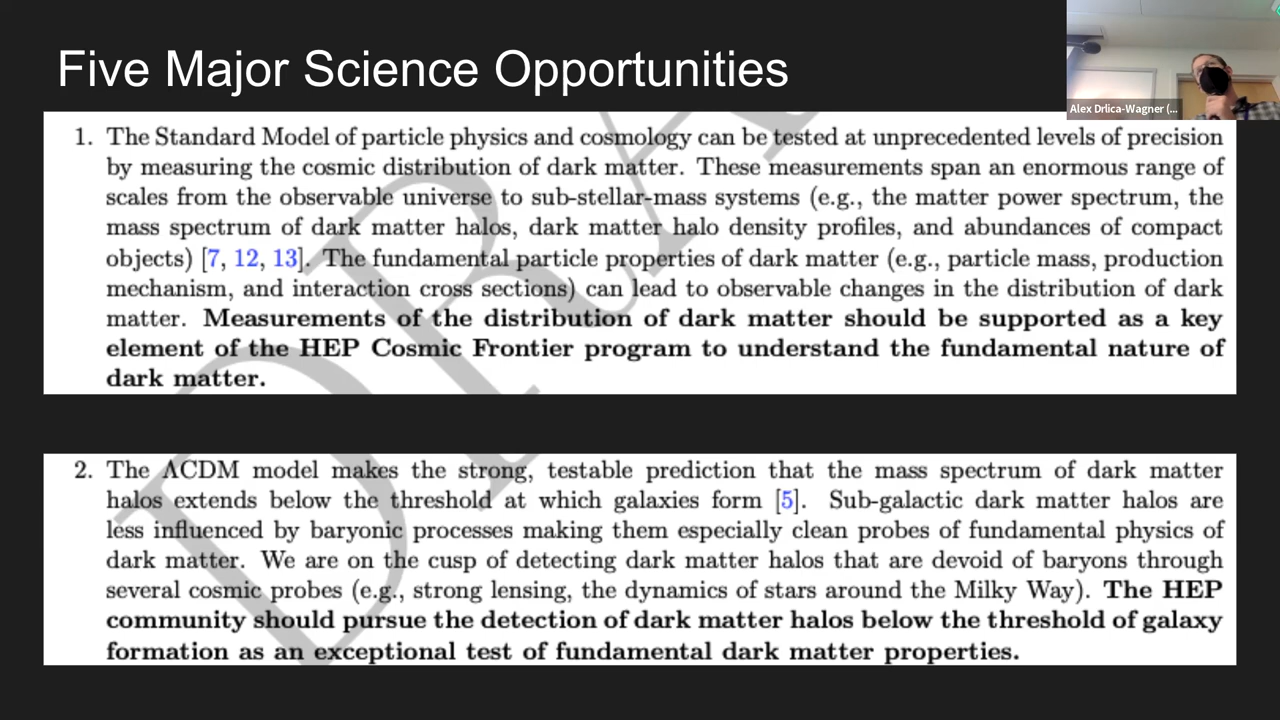 Five Major Science Opportunities
Alex Drlica-Wagner (...
1. The Standard Model of particle physics and cosmology can be tested at unprecedented levels of precision
by measuring the cosmic distribution of dark matter. These measurements span an enormous range of
scales from the observable universe to sub-stellar-mass systems (e.g., the matter power spectrum, the
mass spectrum of dark matter halos, dark matter halo density profiles, and abundances of compact
objects) [7, 12, 13]. The fundamental particle properties of dark matter (e.g., particle mass, production
mechanism, and interaction cross sections) can lead to observable changes in the distribution of dark
matter. Measurements of the distribution of dark matter should be supported as a key
element of the HEP Cosmic Frontier program to understand the fundamental nature of
dark matter.
2. The ΛCDM model makes the strong, testable prediction that the mass spectrum of dark matter
halos extends below the threshold at which galaxies form [5]. Sub-galactic dark matter halos are
less influenced by baryonic processes making them especially clean probes of fundamental physics of
dark matter. We are on the cusp of detecting dark matter halos that are devoid of baryons through
several cosmic probes (e.g., strong lensing, the dynamics of stars around the Milky Way). The HEP
community should pursue the detection of dark matter halos below the threshold of galaxy
formation as an exceptional test of fundamental dark matter properties.